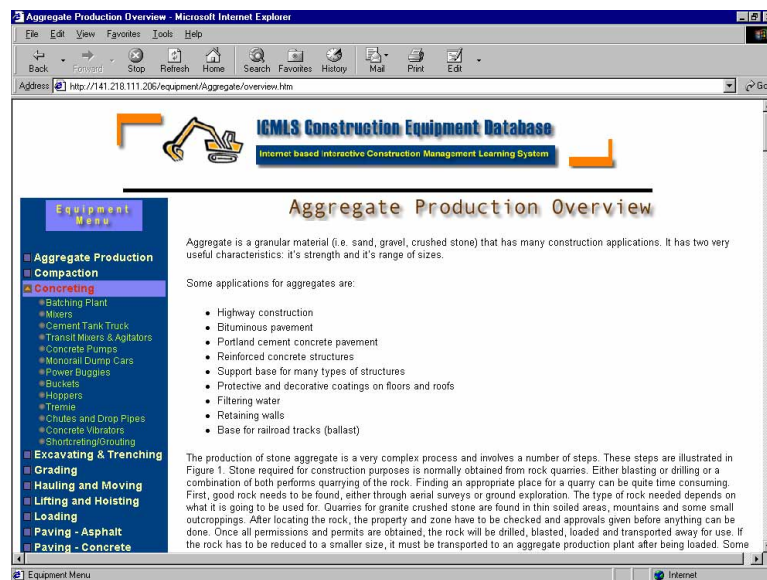 Aggregate Production Overview - Microsoft Internet Explorer
File Edit View Favorites Tools Help
Back Forward Stop Refresh Home Search Favorites History Mail Print Edit
Address http://141.218.111.206/equipment/Aggregate/overview.htm Go
ICMLS Construction Equipment Database
Internet based Interactive Construction Management Learning System
Equipment
Menu
Aggregate Production
Compaction
Concreting
Batching Plant
Mixers
Cement Tank Truck
Transit Mixers & Agitators
Concrete Pumps
Monorail Dump Cars
Power Buggies
Buckets
Hoppers
Tremie
Chutes and Drop Pipes
Concrete Vibrators
Shortcreting/Grouting
Excavating & Trenching
Grading
Hauling and Moving
Lifting and Hoisting
Loading
Paving - Asphalt
Paving - Concrete
Aggregate Production Overview
Aggregate is a granular material (i.e. sand, gravel, crushed stone) that has many construction applications. It has two very
useful characteristics: it's strength and it's range of sizes.
Some applications for aggregates are:
Highway construction
Bituminous pavement
Portland cement concrete pavement
Reinforced concrete structures
Support base for many types of structures
Protective and decorative coatings on floors and roofs
Filtering water
Retaining walls
Base for railroad tracks (ballast)
The production of stone aggregate is a very complex process and involves a number of steps. These steps are illustrated in
Figure 1. Stone required for construction purposes is normally obtained from rock quarries. Either blasting or drilling or a
combination of both performs quarrying of the rock. Finding an appropriate place for a quarry can be quite time consuming.
First, good rock needs to be found, either through aerial surveys or ground exploration. The type of rock needed depends on
what it is going to be used for. Quarries for granite crushed stone are found in thin soiled areas, mountains and some small
outcroppings. After locating the rock, the property and zone have to be checked and approvals given before anything can be
done. Once all permissions and permits are obtained, the rock will be drilled, blasted, loaded and transported away for use. If
the rock has to be reduced to a smaller size, it must be transported to an aggregate production plant after being loaded. Some
Equipment Menu Internet